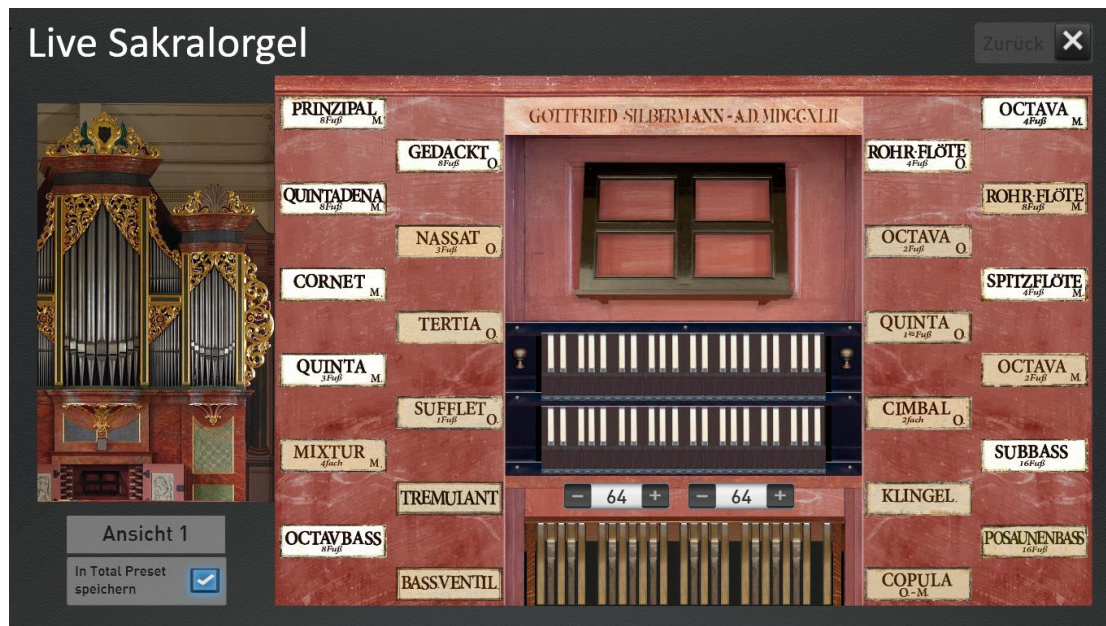 Live Sakralorgel
Zurück
PRINZIPAL
8Fuß M.
GEDACKT
8Fuß O.
QUINTADENA
8Fuß M.
NASSAT
3Fuß O.
CORNET M.
TERTIA O.
QUINTA
3Fuß M.
SUFFLET
1Fuß O.
MIXTUR
4fach M.
TREMULANT
OCTAVBASS
8Fuß
BASSVENTIL
GOTTFRIED SILBERMANN - A.D. MDCCXLII
64
64
OCTAVA
4Fuß M.
ROHR-FLÖTE
4Fuß O.
ROHR-FLÖTE
8Fuß M.
OCTAVA
2Fuß O.
SPITZFLÖTE
4Fuß M.
QUINTA
O.
OCTAVA
2Fuß M.
CIMBAL
2fach O.
SUBBASS
16Fuß
KLINGEL.
POSAUNENBASS
16Fuß
COPULA
O.-M.
Ansicht 1
In Total Preset
speichern